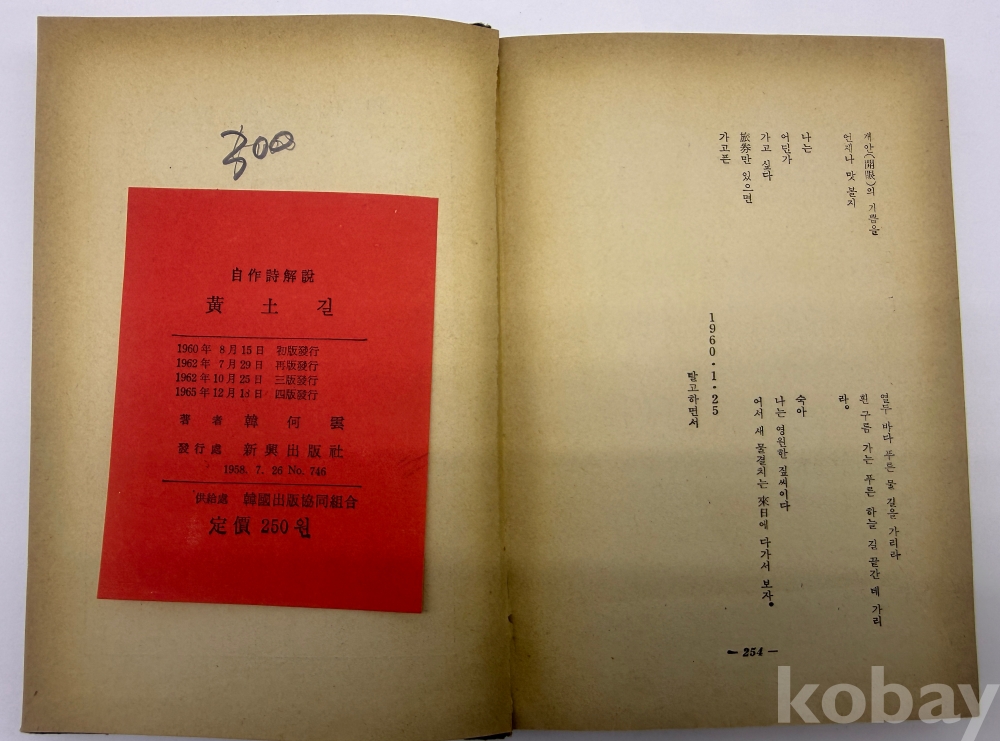 300
自作詩解說
黃土길
1960年 8月15日 初版發行
1962年 7月29日 再版發行
1962年10月25日 三版發行
1965年12月18日 四版發行
著者 韓何雲
發行處 新興出版社
1958. 7. 26 No. 746
供給處 韓國出版協同組合
定價 250원
개안(開眼)의 기쁨을
언제나 맛 볼지
나는
어딘가
가고 싶다
旅券만 있으면
가고픈
열두 바다 푸른 물 길을 가리라
흰 구름 가는 푸른 하늘 길 끝간 데 가리
라。
숙아
나는 영원한 짚씨이다
어서 새 물결치는 來日에 다가서 보자。
1960·1·25
탈고하면서
— 254 —
kobay